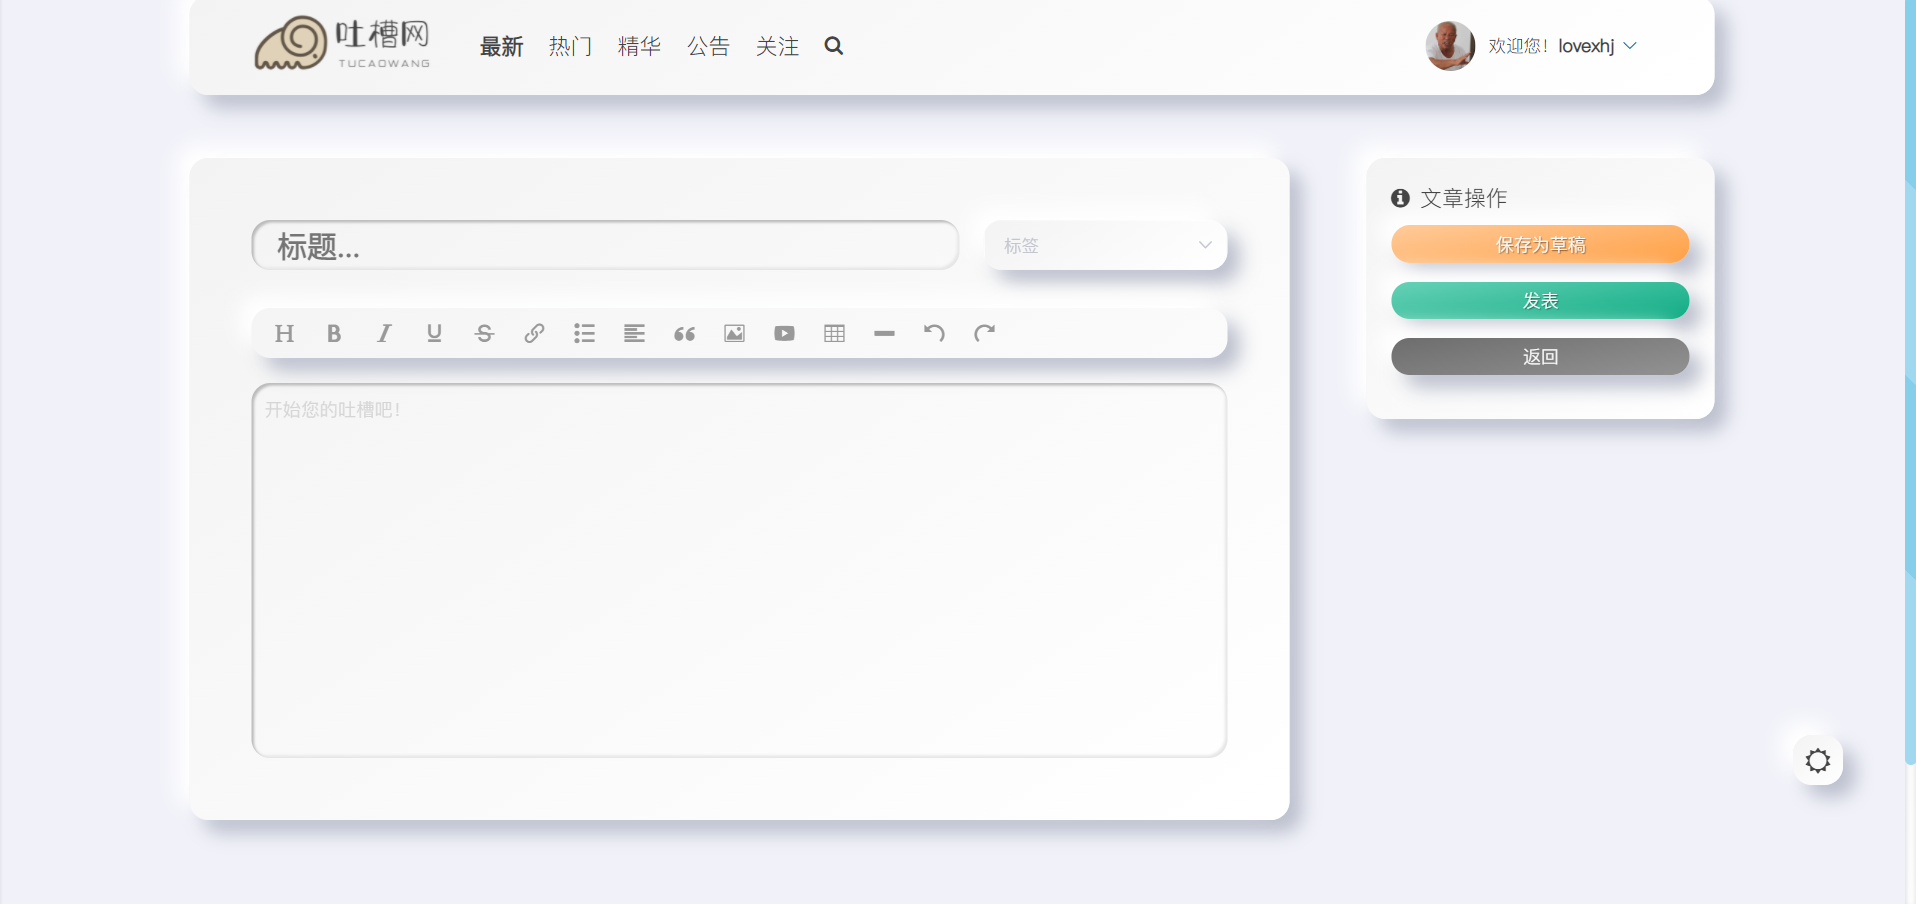 吐槽网
TUCAOWANG
最新 热门 精华 公告 关注
欢迎您！lovexhj
标题...
标签
H B I U S
开始您的吐槽吧！
文章操作
保存为草稿
发表
返回